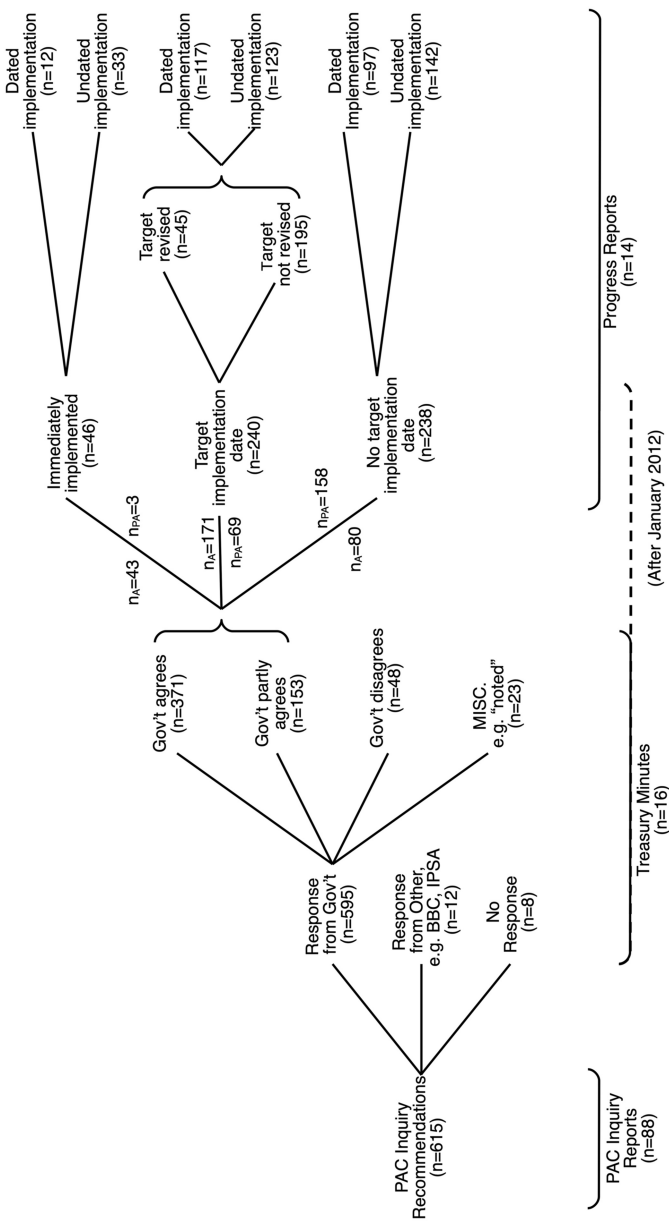 PAC Inquiry
Recommendations
(n=615)
Response
from Gov't
(n=595)
Response
from Other,
e.g. BBC, IPSA
(n=12)
No
Response
(n=8)
Gov't agrees
(n=371)
Gov't partly
agrees
(n=153)
Gov't disagrees
(n=48)
MISC.
e.g. “noted”
(n=23)
nA=43
nPA=3
nA=171
nPA=69
nA=80
nPA=158
Immediately
implemented
(n=46)
Target
implementation
date
(n=240)
No target
implementation
date
(n=238)
Target
revised
(n=45)
Target
not revised
(n=195)
Dated
implementation
(n=12)
Undated
implementation
(n=33)
Dated
implementation
(n=117)
Undated
implementation
(n=123)
Dated
Implementation
(n=97)
Undated
implementation
(n=142)
PAC Inquiry
Reports
(n=88)
Treasury Minutes
(n=16)
(After January 2012)
Progress Reports
(n=14)